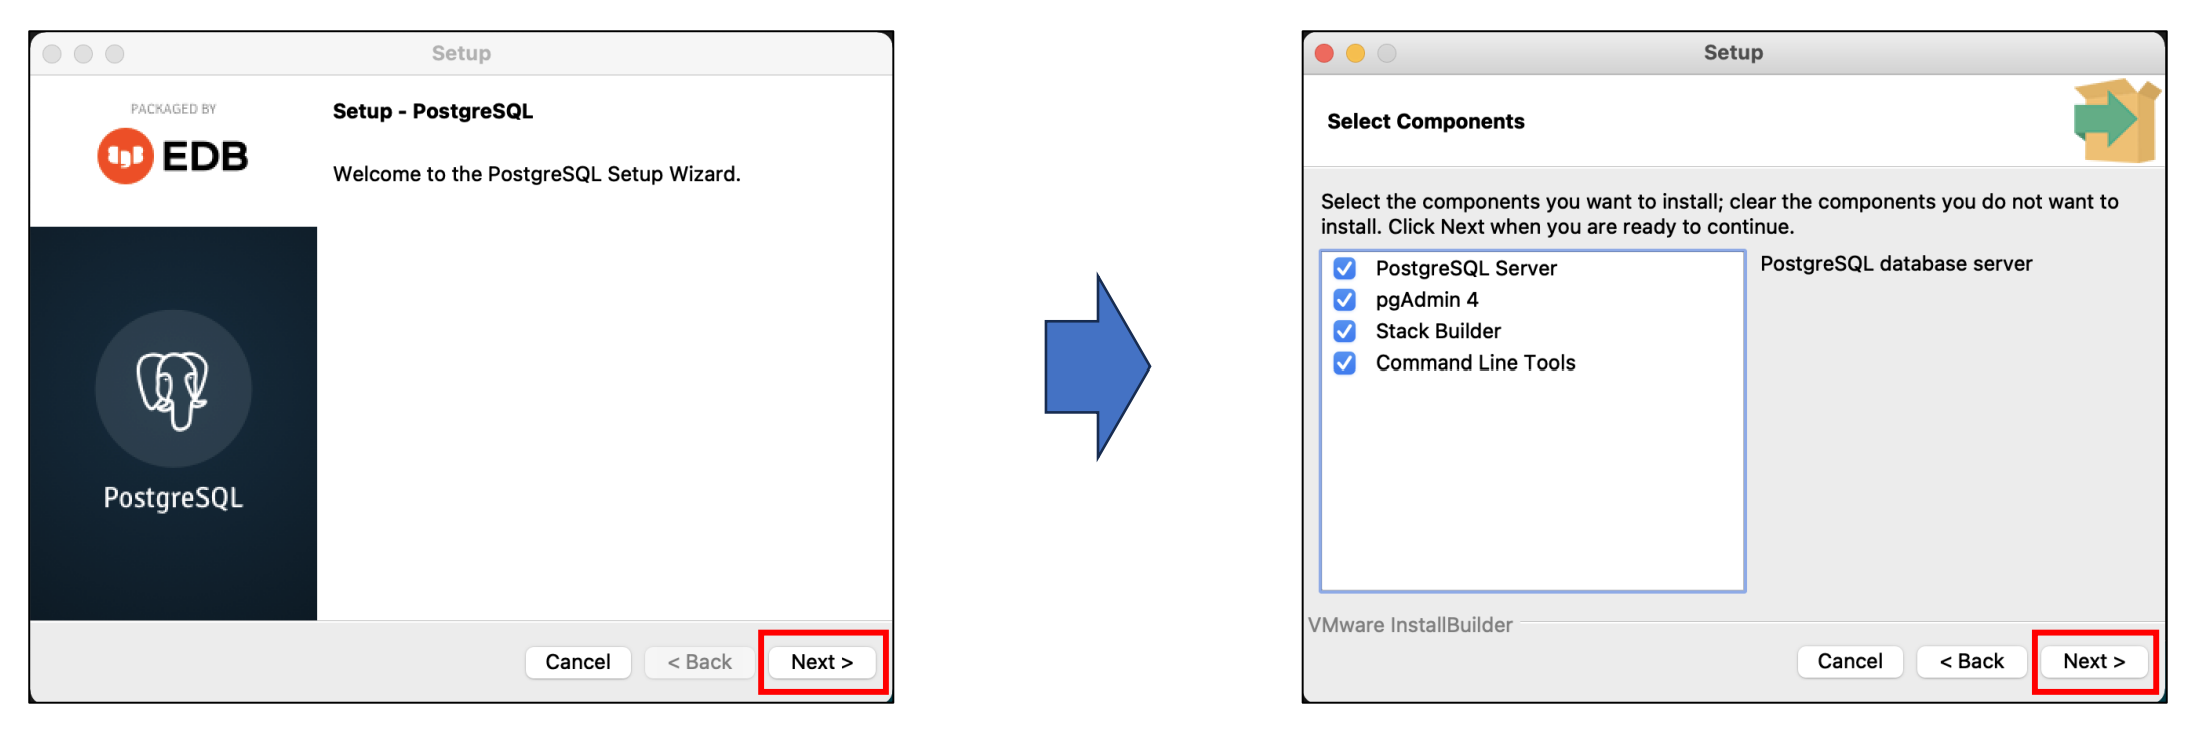 Setup
PACKAGED BY
EDB
Setup - PostgreSQL
Welcome to the PostgreSQL Setup Wizard.
PostgreSQL
Cancel
< Back
Next >
Setup
Select Components
Select the components you want to install; clear the components you do not want to
install. Click Next when you are ready to continue.
PostgreSQL Server
pgAdmin 4
Stack Builder
Command Line Tools
PostgreSQL database server
VMware InstallBuilder
Cancel
< Back
Next >